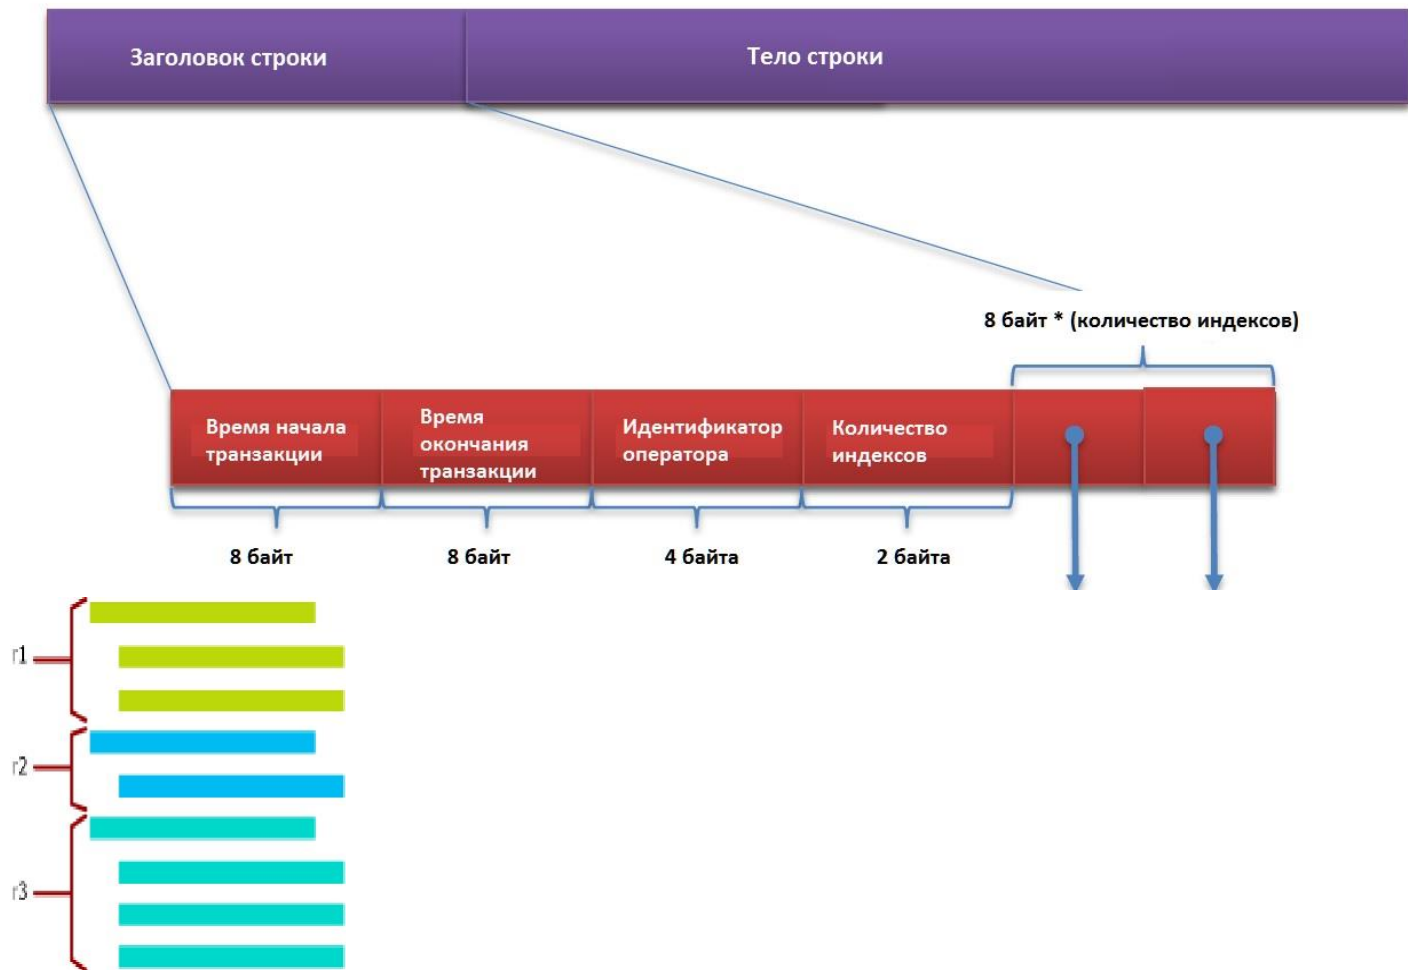 Заголовок строки
Тело строки
8 байт * (количество индексов)
Время начала
транзакции
Время
окончания
транзакции
Идентификатор
оператора
Количество
индексов
8 байт
8 байт
4 байта
2 байта
r1
r2
r3